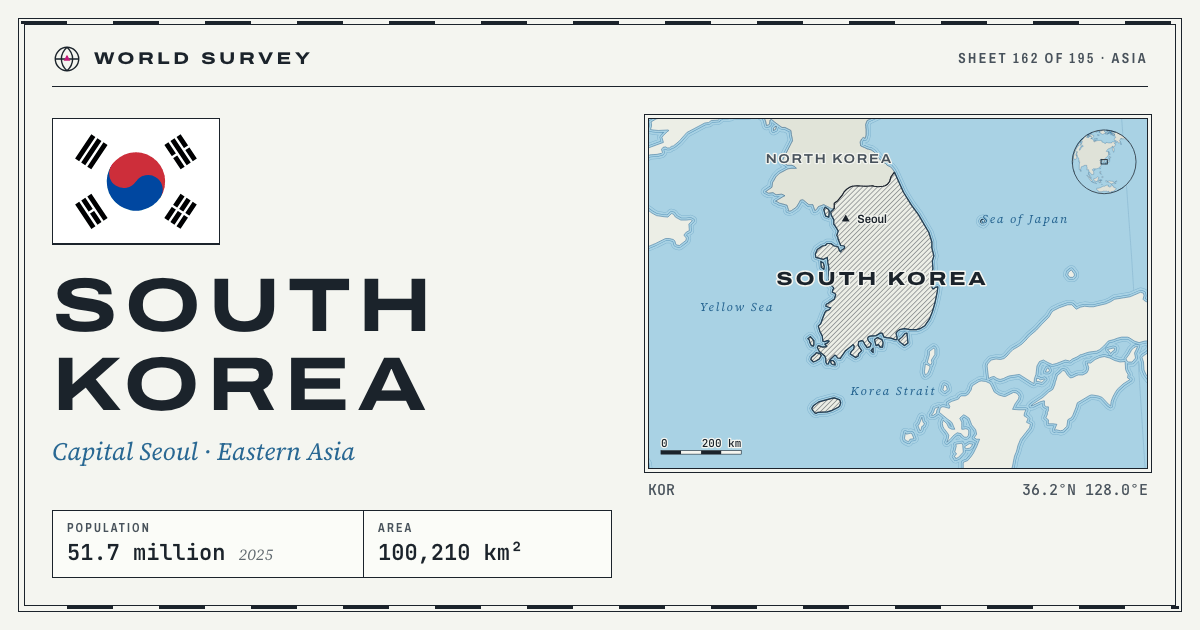 WORLD SURVEY
SHEET 162 OF 195 · ASIA
SOUTH
KOREA
Capital Seoul · Eastern Asia
POPULATION
51.7 million 2025
AREA
100,210 km²
NORTH KOREA
Seoul
Sea of Japan
SOUTH KOREA
Yellow Sea
Korea Strait
0 200 km
KOR
36.2°N 128.0°E